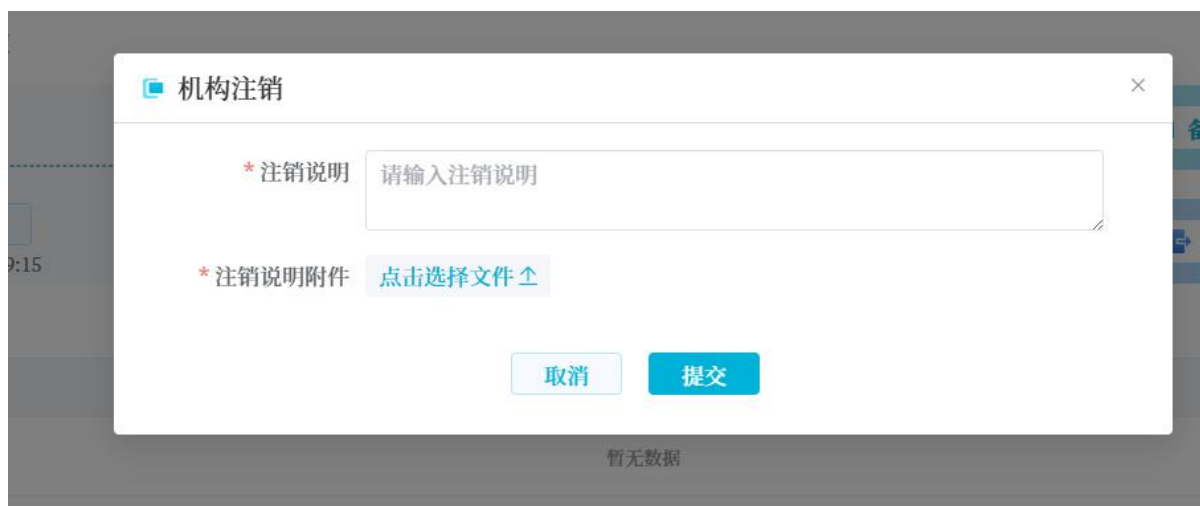 机构注销
×
备
* 注销说明
请输入注销说明
9:15
* 注销说明附件
点击选择文件
取消
提交
暂无数据